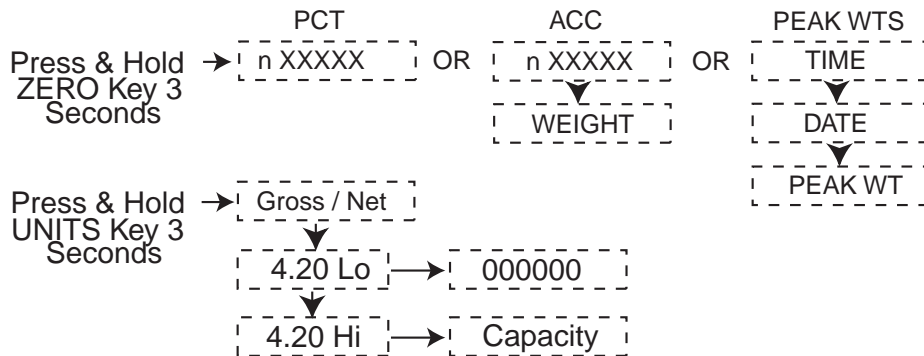 PCT ACC PEAK WTS
Press & Hold ZERO Key 3 Seconds
n XXXXX OR n XXXXX OR TIME
WEIGHT DATE
PEAK WT
Press & Hold UNITS Key 3 Seconds
Gross / Net
4.20 Lo 000000
4.20 Hi Capacity